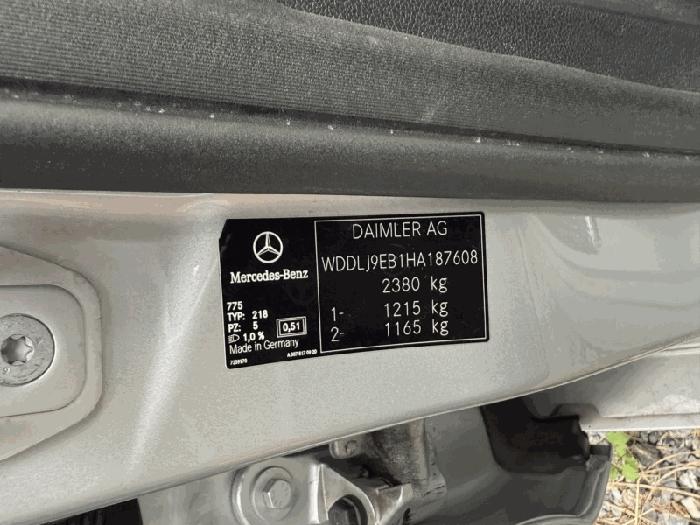 Mercedes-Benz
775
TYP: 218
PZ: 5
0,51
1,0 %
Made in Germany
DAIMLER AG
WDDLJ9EB1HA187608
2380 kg
1- 1215 kg
2- 1165 kg